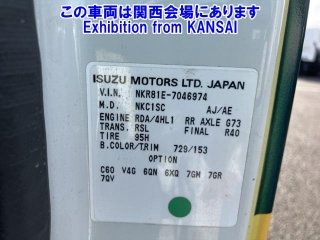 この車両は関西会場にあります
Exhibition from KANSAI
ISUZU MOTORS LTD. JAPAN
V.I.N. NKR81E-7046974
M.D. NKC1SC AJ/AE
ENGINE RDA/4HL1 RR AXLE G73
TRANS. RSL FINAL R40
TIRE 95H
B.COLOR/TRIM 729/153
OPTION
C60 V4G 6QN 6XQ 7GM 7GR
7QV